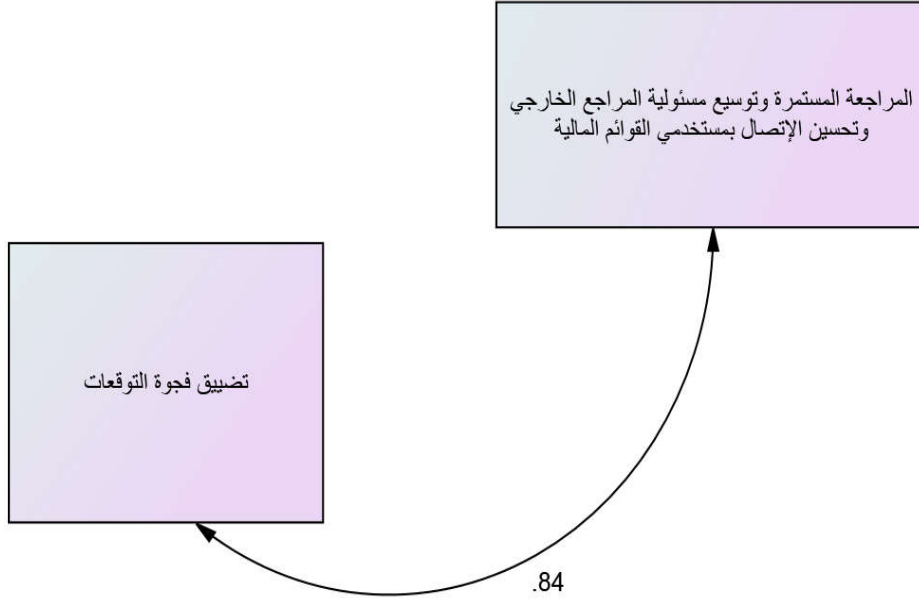 المراجعة المستمرة وتوسيع مسئولية المراجع الخارجي
وتحسين الإتصال بمستخدمي القوائم المالية
تضييق فجوة التوقعات
.84